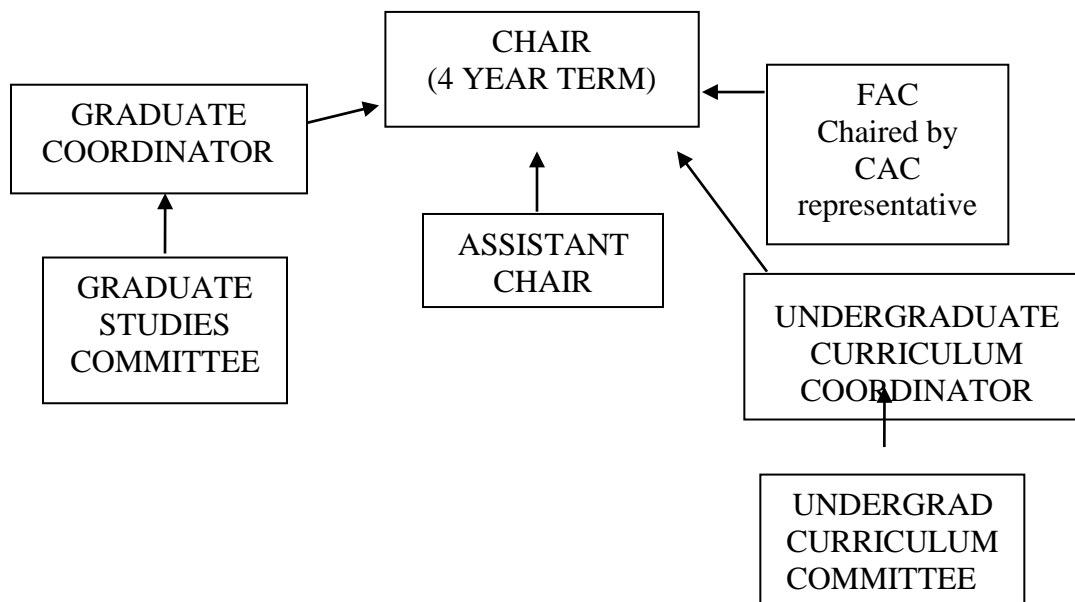 CHAIR
(4 YEAR TERM)
GRADUATE
COORDINATOR
FAC
Chaired by
CAC
representative
ASSISTANT
CHAIR
GRADUATE
STUDIES
COMMITTEE
UNDERGRADUATE
CURRICULUM
COORDINATOR
UNDERGRAD
CURRICULUM
COMMITTEE